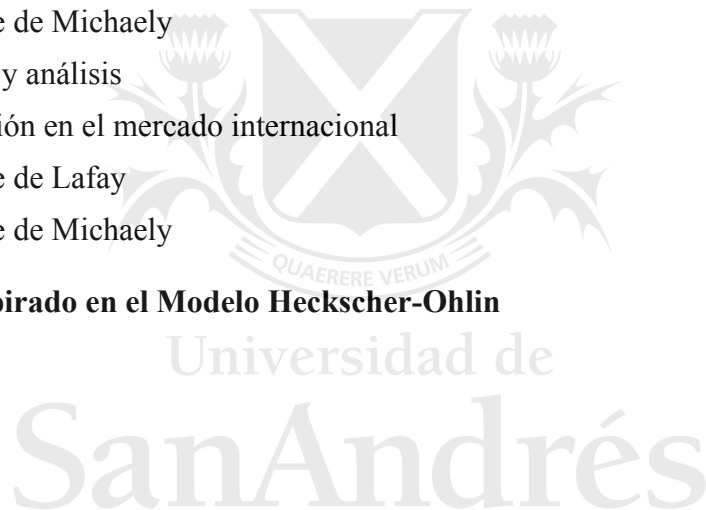 e de Michaely
y análisis
ión en el mercado internacional
e de Lafay
e de Michaely
QUAERERE VERUM
pirado en el Modelo Heckscher-Ohlin
Universidad de
SanAndrés